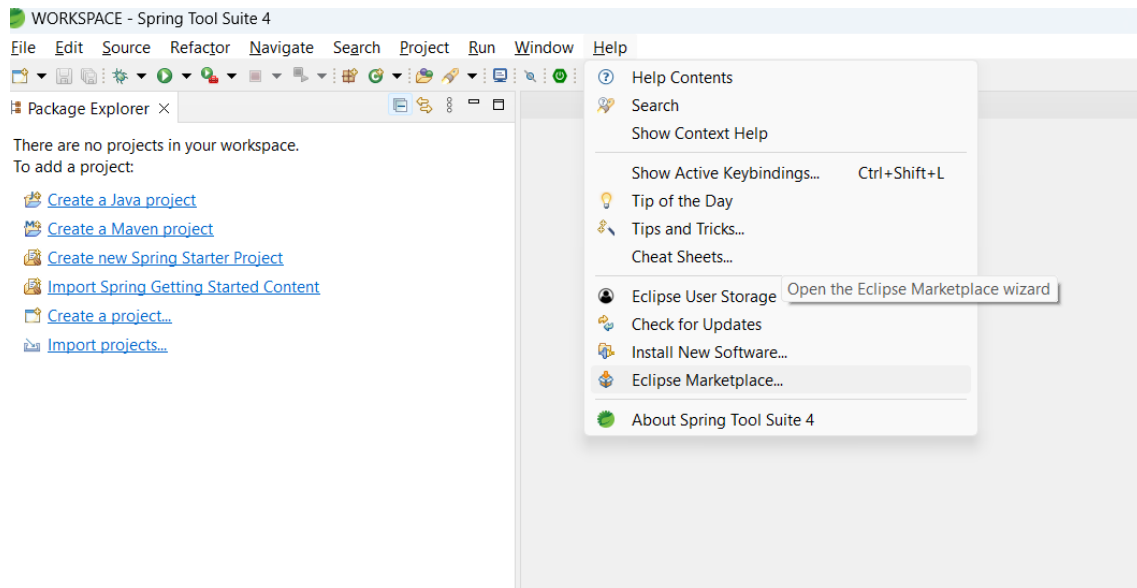 WORKSPACE - Spring Tool Suite 4
File Edit Source Refactor Navigate Search Project Run Window Help
Package Explorer
There are no projects in your workspace.
To add a project:
Create a Java project
Create a Maven project
Create new Spring Starter Project
Import Spring Getting Started Content
Create a project...
Import projects...
Help Contents
Search
Show Context Help
Show Active Keybindings... Ctrl+Shift+L
Tip of the Day
Tips and Tricks...
Cheat Sheets...
Eclipse User Storage
Open the Eclipse Marketplace wizard
Check for Updates
Install New Software...
Eclipse Marketplace...
About Spring Tool Suite 4